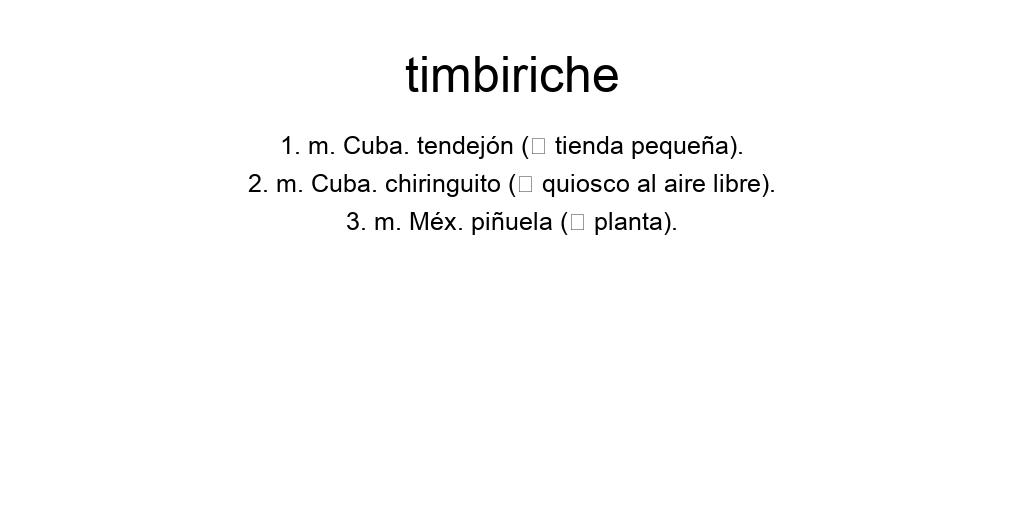 timbiriche
1. m. Cuba. tendejón (□ tienda pequeña).
2. m. Cuba. chiringuito (□ quiosco al aire libre).
3. m. Méx. piñuela (□ planta).